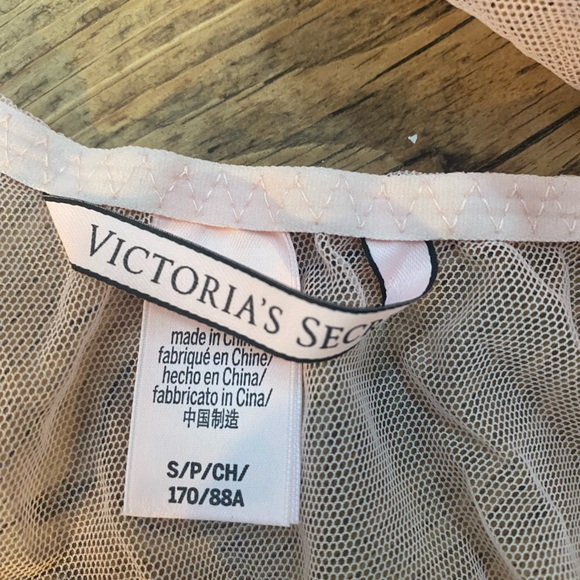 VICTORIA'S SEC
made in Chin
fabriqué en Chine/
hecho en China/
fabbricato in Cina/
中国制造
S/P/CH/
170/88A